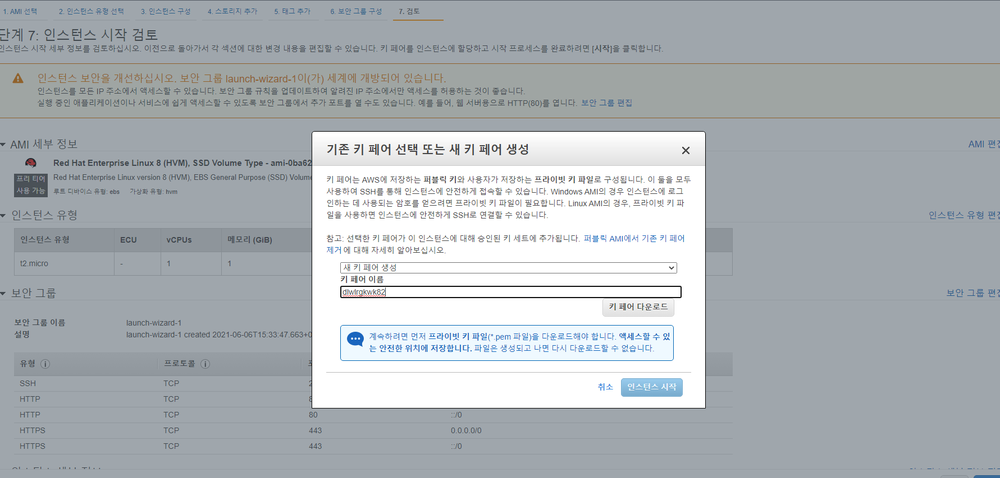 1. AMI 선택
2. 인스턴스 유형 선택
3. 인스턴스 구성
4. 스토리지 추가
5. 태그 추가
6. 보안 그룹 구성
7. 검토
단계 7: 인스턴스 시작 검토
인스턴스 시작 세부 정보를 검토하십시오. 이전으로 돌아가서 각 섹션에 대한 변경 내용을 편집할 수 있습니다. 키 페어를 인스턴스에 할당하고 시작 프로세스를 완료하려면 [시작]을 클릭합니다.
인스턴스 보안을 개선하십시오. 보안 그룹 launch-wizard-1이(가) 세계에 개방되어 있습니다.
인스턴스를 모든 IP 주소에서 액세스할 수 있습니다. 보안 그룹 규칙을 업데이트하여 알려진 IP 주소에서만 액세스를 허용하는 것이 좋습니다.
실행 중인 애플리케이션이나 서비스에 쉽게 액세스할 수 있도록 보안 그룹에서 추가 포트를 열 수도 있습니다. 예를 들어, 웹 서버용으로 HTTP(80)를 엽니다. 보안 그룹 편집
AMI 세부 정보
AMI 편집
Red Hat Enterprise Linux 8 (HVM), SSD Volume Type - ami-0ba62
프리 티어
사용 가능
Red Hat Enterprise Linux version 8 (HVM), EBS General Purpose (SSD) Volume
루트 디바이스 유형: ebs 가상화 유형: hvm
인스턴스 유형
인스턴스 유형 편집
인스턴스 유형 ECU vCPUs 메모리 (GiB)
t2.micro - 1 1
보안 그룹
보안 그룹 편집
보안 그룹 이름 launch-wizard-1
설명 launch-wizard-1 created 2021-06-06T15:33:47.663+0
유형 프로토콜
SSH TCP 2
HTTP TCP 8
HTTP TCP 80 ::/0
HTTPS TCP 443 0.0.0.0/0
HTTPS TCP 443 ::/0
기존 키 페어 선택 또는 새 키 페어 생성
키 페어는 AWS에 저장하는 퍼블릭 키와 사용자가 저장하는 프라이빗 키 파일로 구성됩니다. 이 둘을 모두
사용하여 SSH를 통해 인스턴스에 안전하게 접속할 수 있습니다. Windows AMI의 경우 인스턴스에 로그
인하는 데 사용되는 암호를 얻으려면 프라이빗 키 파일이 필요합니다. Linux AMI의 경우, 프라이빗 키 파
일을 사용하면 인스턴스에 안전하게 SSH로 연결할 수 있습니다.
참고: 선택한 키 페어가 이 인스턴스에 대해 승인된 키 세트에 추가됩니다. 퍼블릭 AMI에서 기존 키 페어
제거에 대해 자세히 알아보십시오.
새 키 페어 생성
키 페어 이름
dlwlrgkwk82
키 페어 다운로드
계속하려면 먼저 프라이빗 키 파일(*.pem 파일)을 다운로드해야 합니다. 액세스할 수 있
는 안전한 위치에 저장합니다. 파일은 생성되고 나면 다시 다운로드할 수 없습니다.
취소
인스턴스 시작